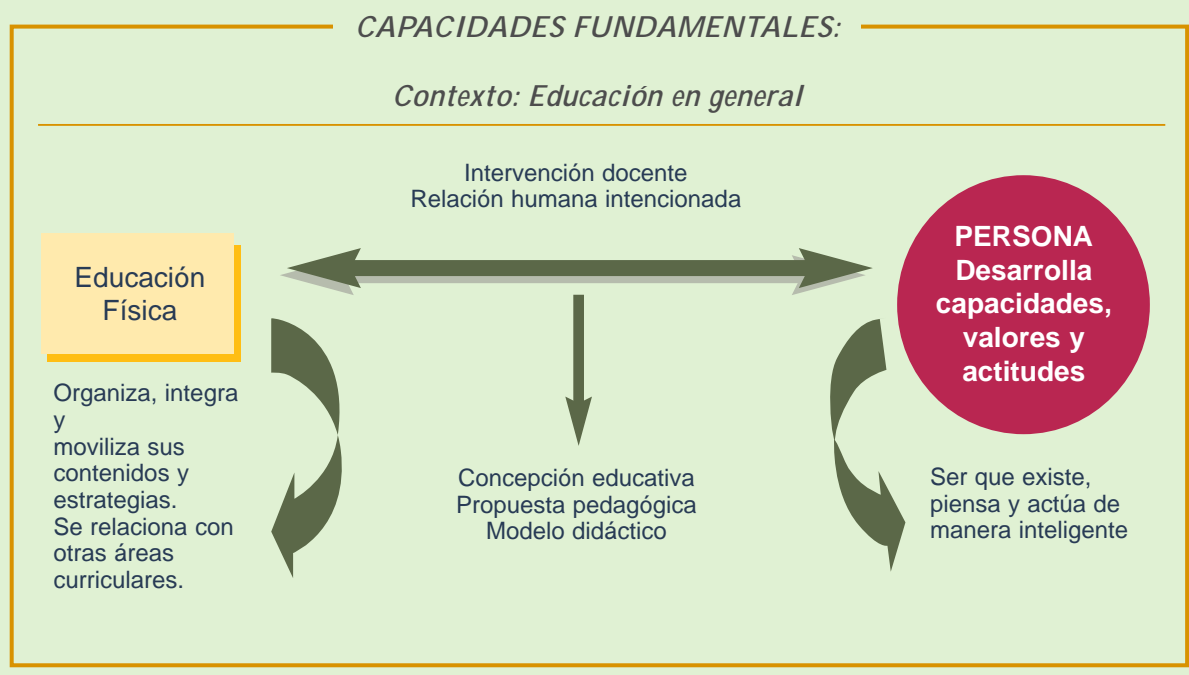 CAPACIDADES FUNDAMENTALES:
Contexto: Educación en general
Intervención docente
Relación humana intencionada
Educación
Física
PERSONA
Desarrolla
capacidades,
valores y
actitudes
Organiza, integra
y
moviliza sus
contenidos y
estrategias.
Se relaciona con
otras áreas
curriculares.
Concepción educativa
Propuesta pedagógica
Modelo didáctico
Ser que existe,
piensa y actúa de
manera inteligente